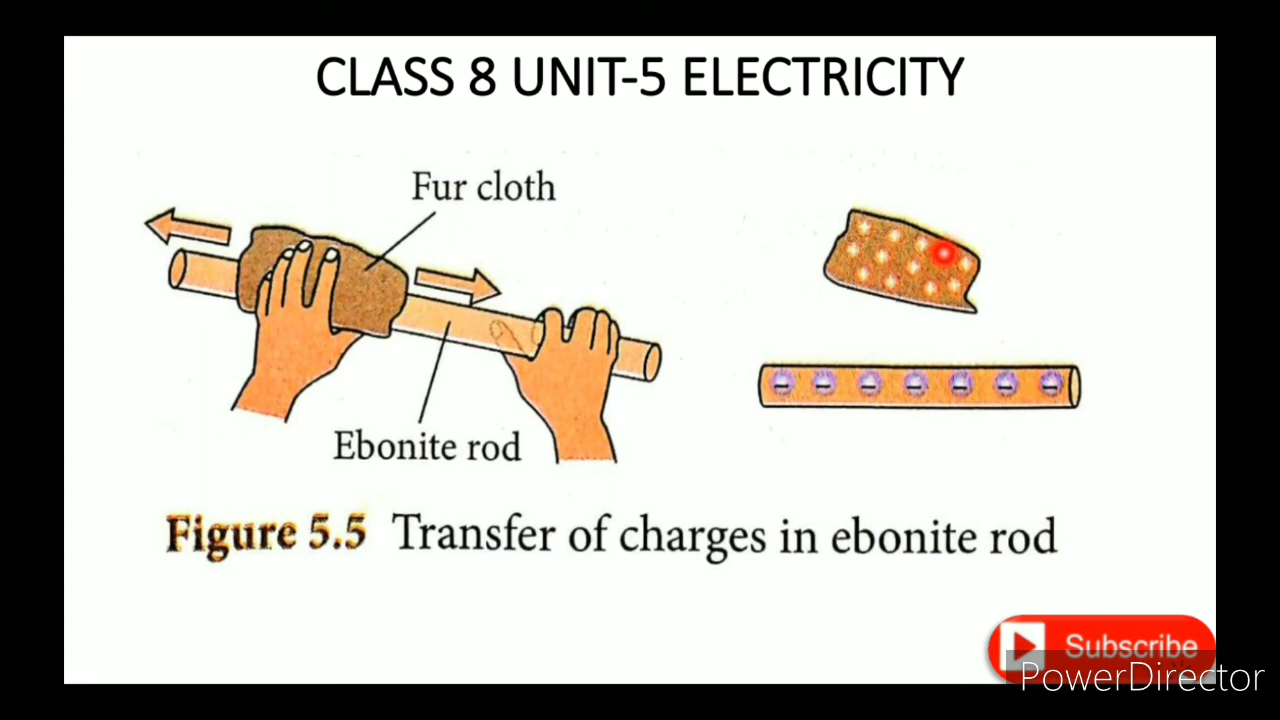 CLASS 8 UNIT-5 ELECTRICITY
Fur cloth
Ebonite rod
Figure 5.5 Transfer of charges in ebonite rod
Subscribe
PowerDirector